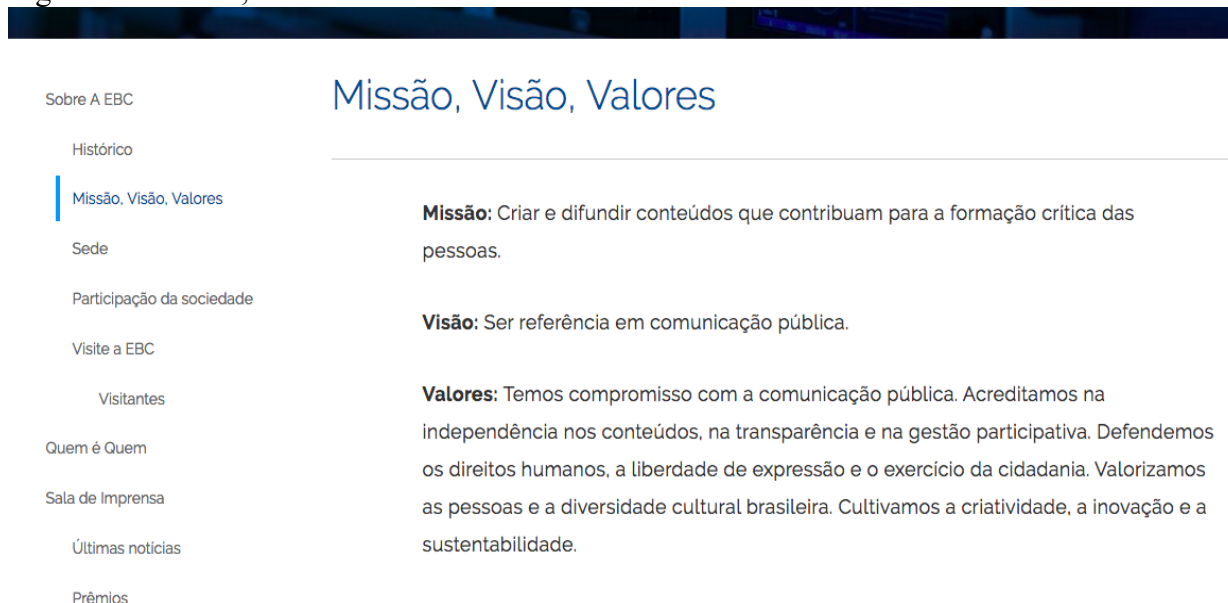 Sobre A EBC
Histórico
Missão, Visão, Valores
Sede
Participação da sociedade
Visite a EBC
Visitantes
Quem é Quem
Sala de Imprensa
Últimas notícias
Prêmios
Missão, Visão, Valores
Missão: Criar e difundir conteúdos que contribuam para a formação crítica das
pessoas.
Visão: Ser referência em comunicação pública.
Valores: Temos compromisso com a comunicação pública. Acreditamos na
independência nos conteúdos, na transparência e na gestão participativa. Defendemos
os direitos humanos, a liberdade de expressão e o exercício da cidadania. Valorizamos
as pessoas e a diversidade cultural brasileira. Cultivamos a criatividade, a inovação e a
sustentabilidade.